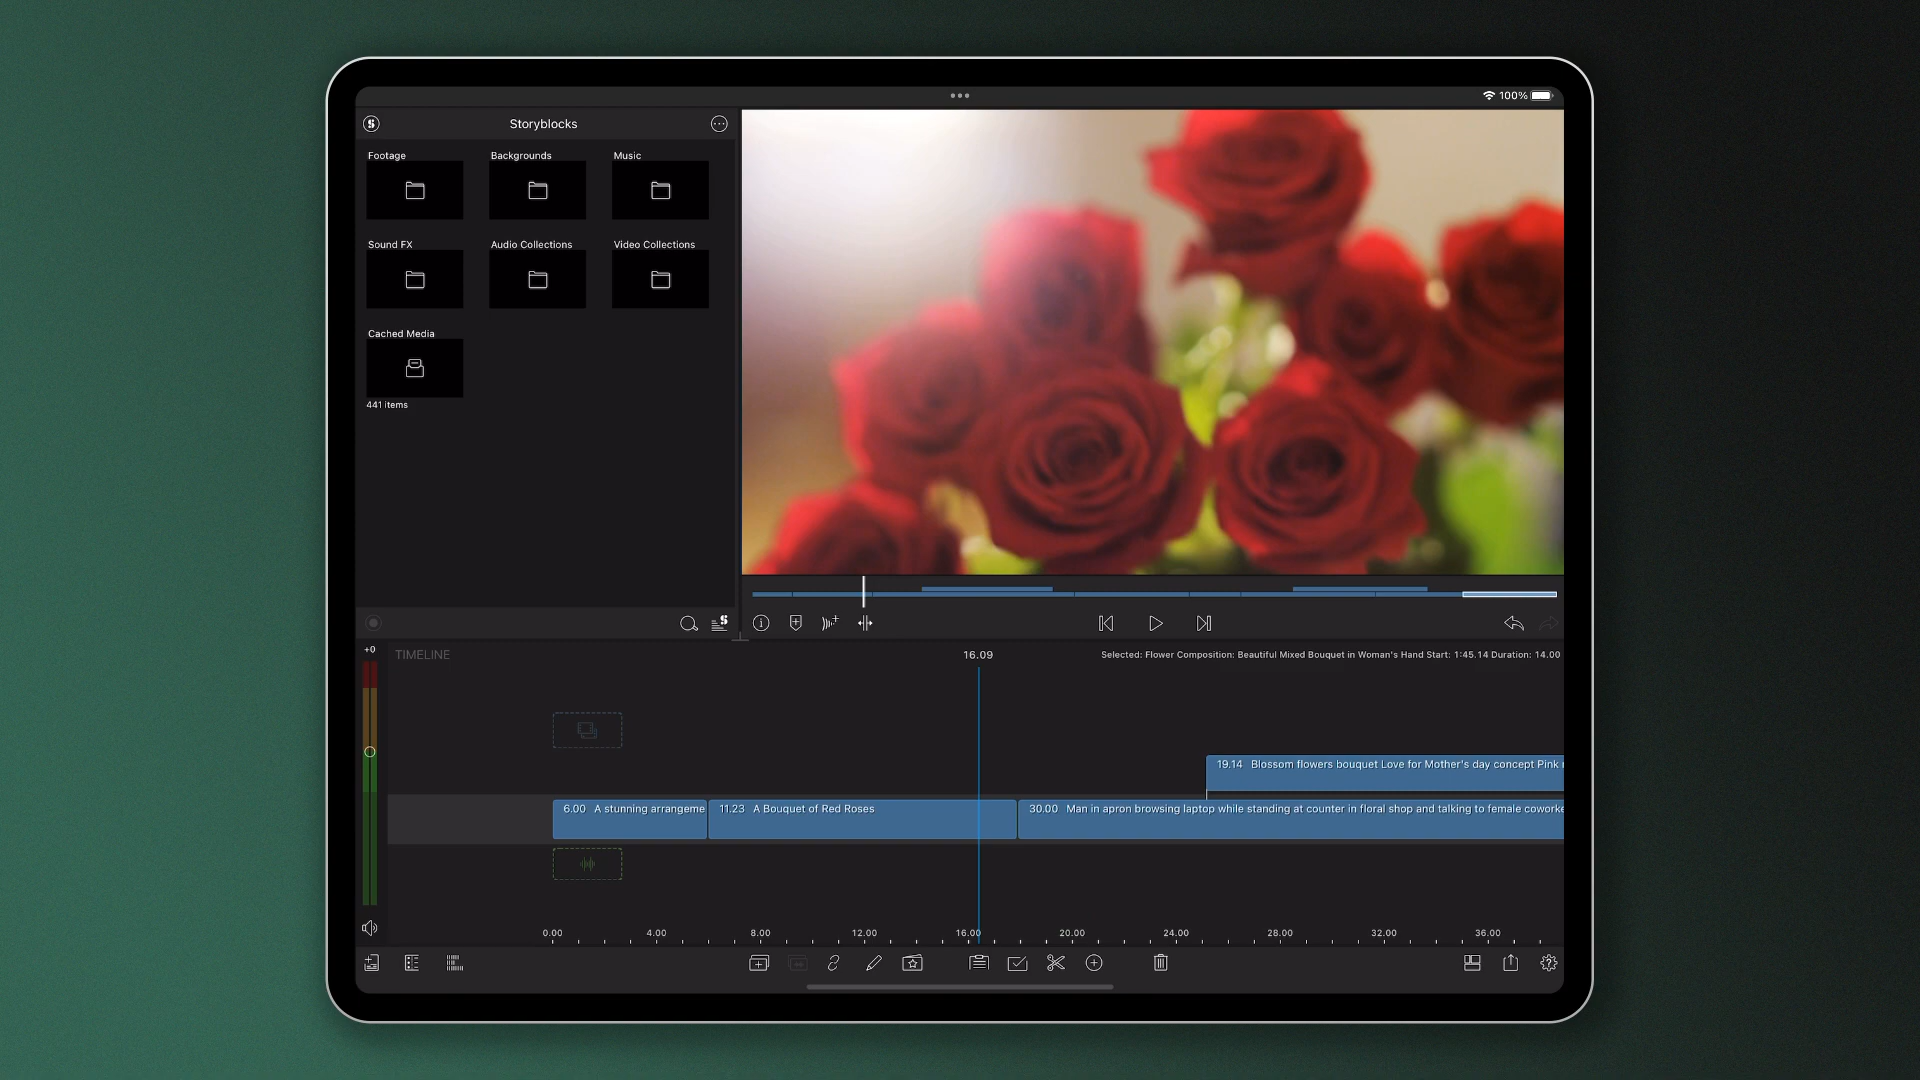 100%
Storyblocks
Footage
Backgrounds
Music
Sound FX
Audio Collections
Video Collections
Cached Media
441 items
+0
TIMELINE
16.09
Selected: Flower Composition: Beautiful Mixed Bouquet in Woman's Hand Start: 1:45.14 Duration: 14.00
19.14 Blossom flowers bouquet Love for Mother's day concept Pink
6.00 A stunning arrangeme
11.23 A Bouquet of Red Roses
30.00 Man in apron browsing laptop while standing at counter in floral shop and talking to female coworke
0.00 4.00 8.00 12.00 16.00 20.00 24.00 28.00 32.00 36.00